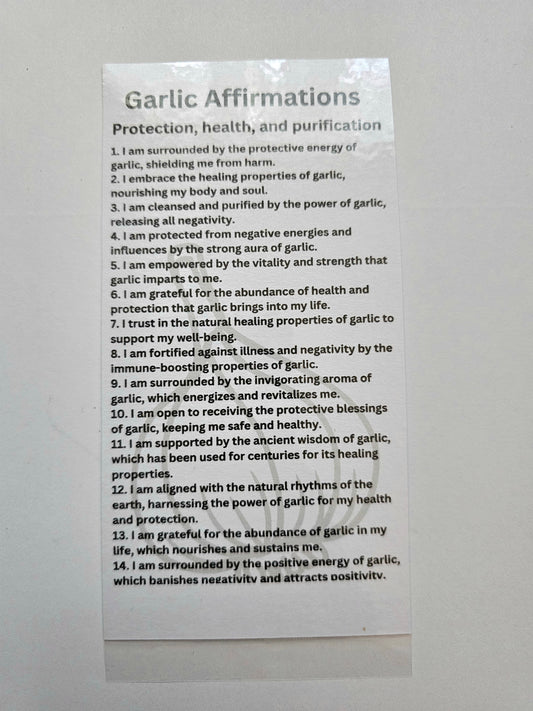 Garlic Affirmations
Protection, health, and purification
1. I am surrounded by the protective energy of
garlic, shielding me from harm.
2. I embrace the healing properties of garlic,
nourishing my body and soul.
3. I am cleansed and purified by the power of garlic,
releasing all negativity.
4. I am protected from negative energies and
influences by the strong aura of garlic.
5. I am empowered by the vitality and strength that
garlic imparts to me.
6. I am grateful for the abundance of health and
protection that garlic brings into my life.
7. I trust in the natural healing properties of garlic to
support my well-being.
8. I am fortified against illness and negativity by the
immune-boosting properties of garlic.
9. I am surrounded by the invigorating aroma of
garlic, which energizes and revitalizes me.
10. I am open to receiving the protective blessings
of garlic, keeping me safe and healthy.
11. I am supported by the ancient wisdom of garlic,
which has been used for centuries for its healing
properties.
12. I am aligned with the natural rhythms of the
earth, harnessing the power of garlic for my health
and protection.
13. I am grateful for the abundance of garlic in my
life, which nourishes and sustains me.
14. I am surrounded by the positive energy of garlic,
which banishes negativity and attracts positivity.